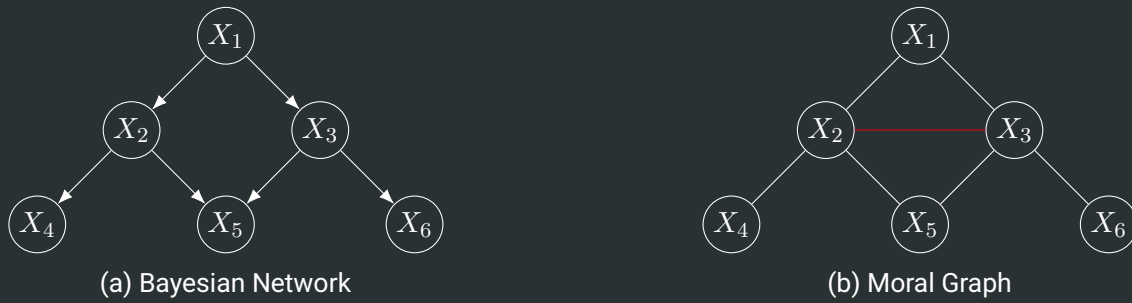 X₁ X₁
X₂ X₃ X₂ X₃
X₄ X₅ X₆ X₄ X₅ X₆
(a) Bayesian Network (b) Moral Graph